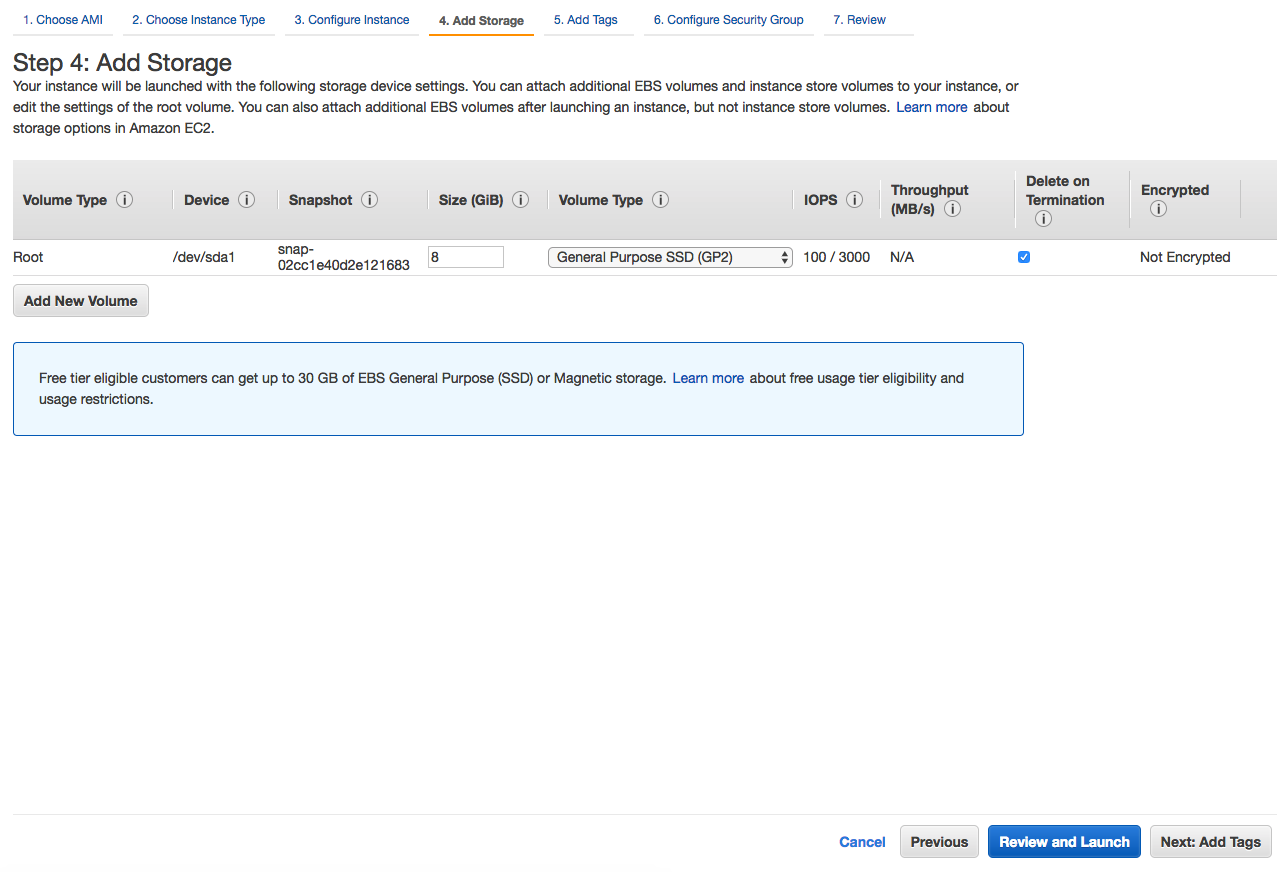 1. Choose AMI 2. Choose Instance Type 3. Configure Instance 4. Add Storage 5. Add Tags 6. Configure Security Group 7. Review
Step 4: Add Storage
Your instance will be launched with the following storage device settings. You can attach additional EBS volumes and instance store volumes to your instance, or
edit the settings of the root volume. You can also attach additional EBS volumes after launching an instance, but not instance store volumes. Learn more about
storage options in Amazon EC2.
Volume Type i Device i Snapshot i Size (GiB) i Volume Type i IOPS i Throughput
(MB/s) i Delete on
Termination
i Encrypted
i
Root /dev/sda1 snap-
02cc1e40d2e121683 8 General Purpose SSD (GP2) 100 / 3000 N/A Not Encrypted
Add New Volume
Free tier eligible customers can get up to 30 GB of EBS General Purpose (SSD) or Magnetic storage. Learn more about free usage tier eligibility and
usage restrictions.
Cancel Previous Review and Launch Next: Add Tags